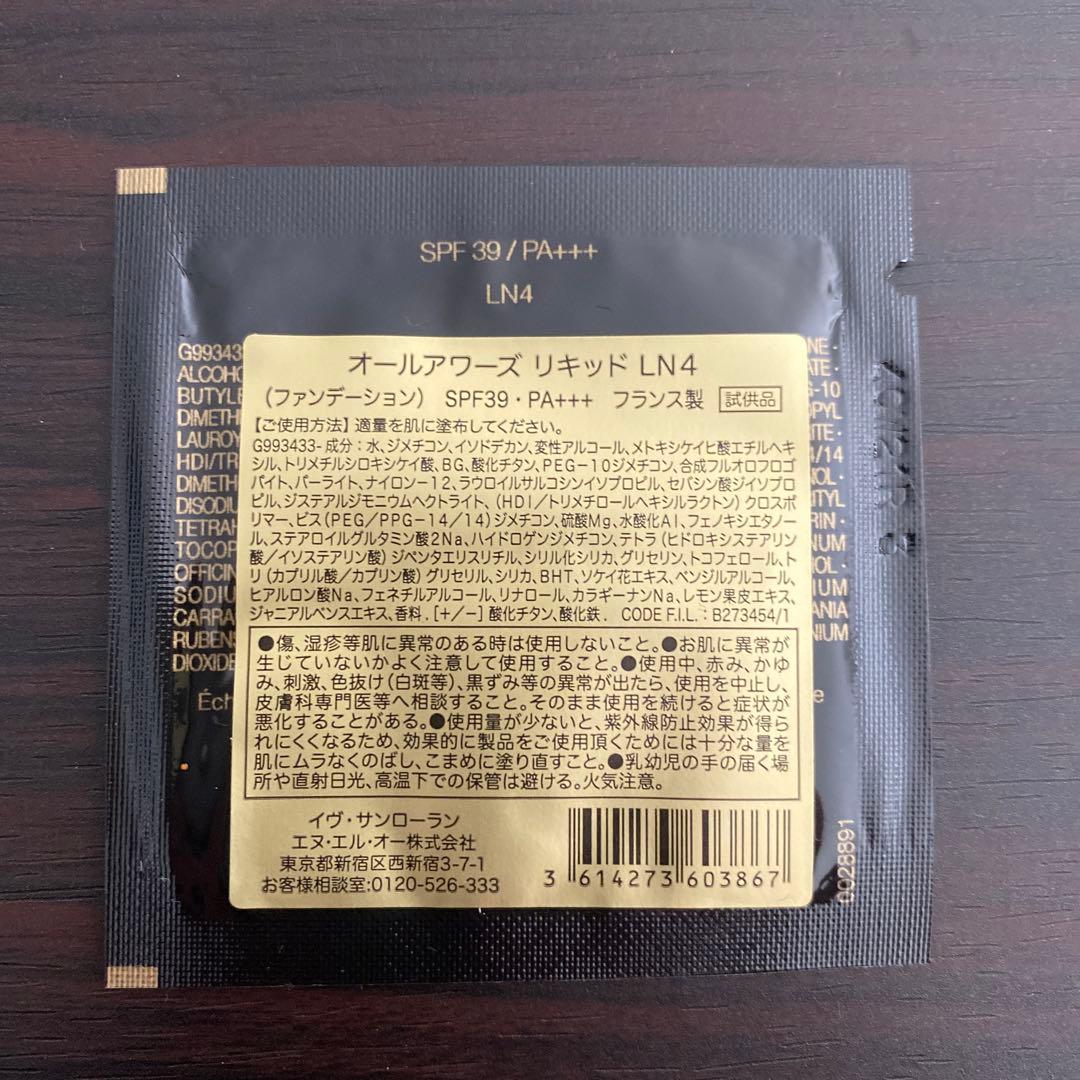 SPF 39 / PA+++
LN4
オールアワーズ リキッド LN4
(ファンデーション) SPF39・PA+++ フランス製 試供品
【ご使用方法】適量を肌に塗布してください。
G993433- 成分：水、ジメチコン、イソドデカン、変性アルコール、メトキシケイヒ酸エチルヘキ
シル、トリメチルシロキシケイ酸、BG、酸化チタン、PEG-10ジメチコン、合成フルオロフロゴ
パイト、パーライト、ナイロン-12、ラウロイルサルコシンイソプロピル、セバシン酸ジイソプロ
ピル、ジステアルジモニウムヘクトライト、(HDI/トリメチロールヘキシルラクトン) クロスポ
リマー、ビス(PEG/PPG-14/14)ジメチコン、硫酸Mg、水酸化Al、フェノキシエタノー
ル、ステアロイルグルタミン酸2Na、ハイドロゲンジメチコン、テトラ (ヒドロキシステアリン
酸/イソステアリン酸) ジペンタエリスリチル、シリル化シリカ、グリセリン、トコフェロール、ト
リ (カプリル酸/カプリン酸) グリセリル、シリカ、BHT、ソケイ花エキス、ベンジルアルコール、
ヒアルロン酸Na、フェネチルアルコール、リナロール、カラギーナンNa、レモン果皮エキス、
ジャニアルベンスエキス、香料. [+/−] 酸化チタン、酸化鉄. CODE F.I.L. : B273454/1
●傷、湿疹等肌に異常のある時は使用しないこと。●お肌に異常が
生じていないかよく注意して使用すること。●使用中、赤み、かゆ
み、刺激、色抜け(白斑等)、黒ずみ等の異常が出たら、使用を中止し、
皮膚科専門医等へ相談すること。そのまま使用を続けると症状が
悪化することがある。●使用量が少ないと、紫外線防止効果が得ら
れにくくなるため、効果的に製品をご使用頂くためには十分な量を
肌にムラなくのばし、こまめに塗り直すこと。●乳幼児の手の届く場
所や直射日光、高温下での保管は避ける。火気注意。
イヴ・サンローラン
エヌ・エル・オー株式会社
東京都新宿区西新宿3-7-1
お客様相談室:0120-526-333
3 614273 603867
0028891